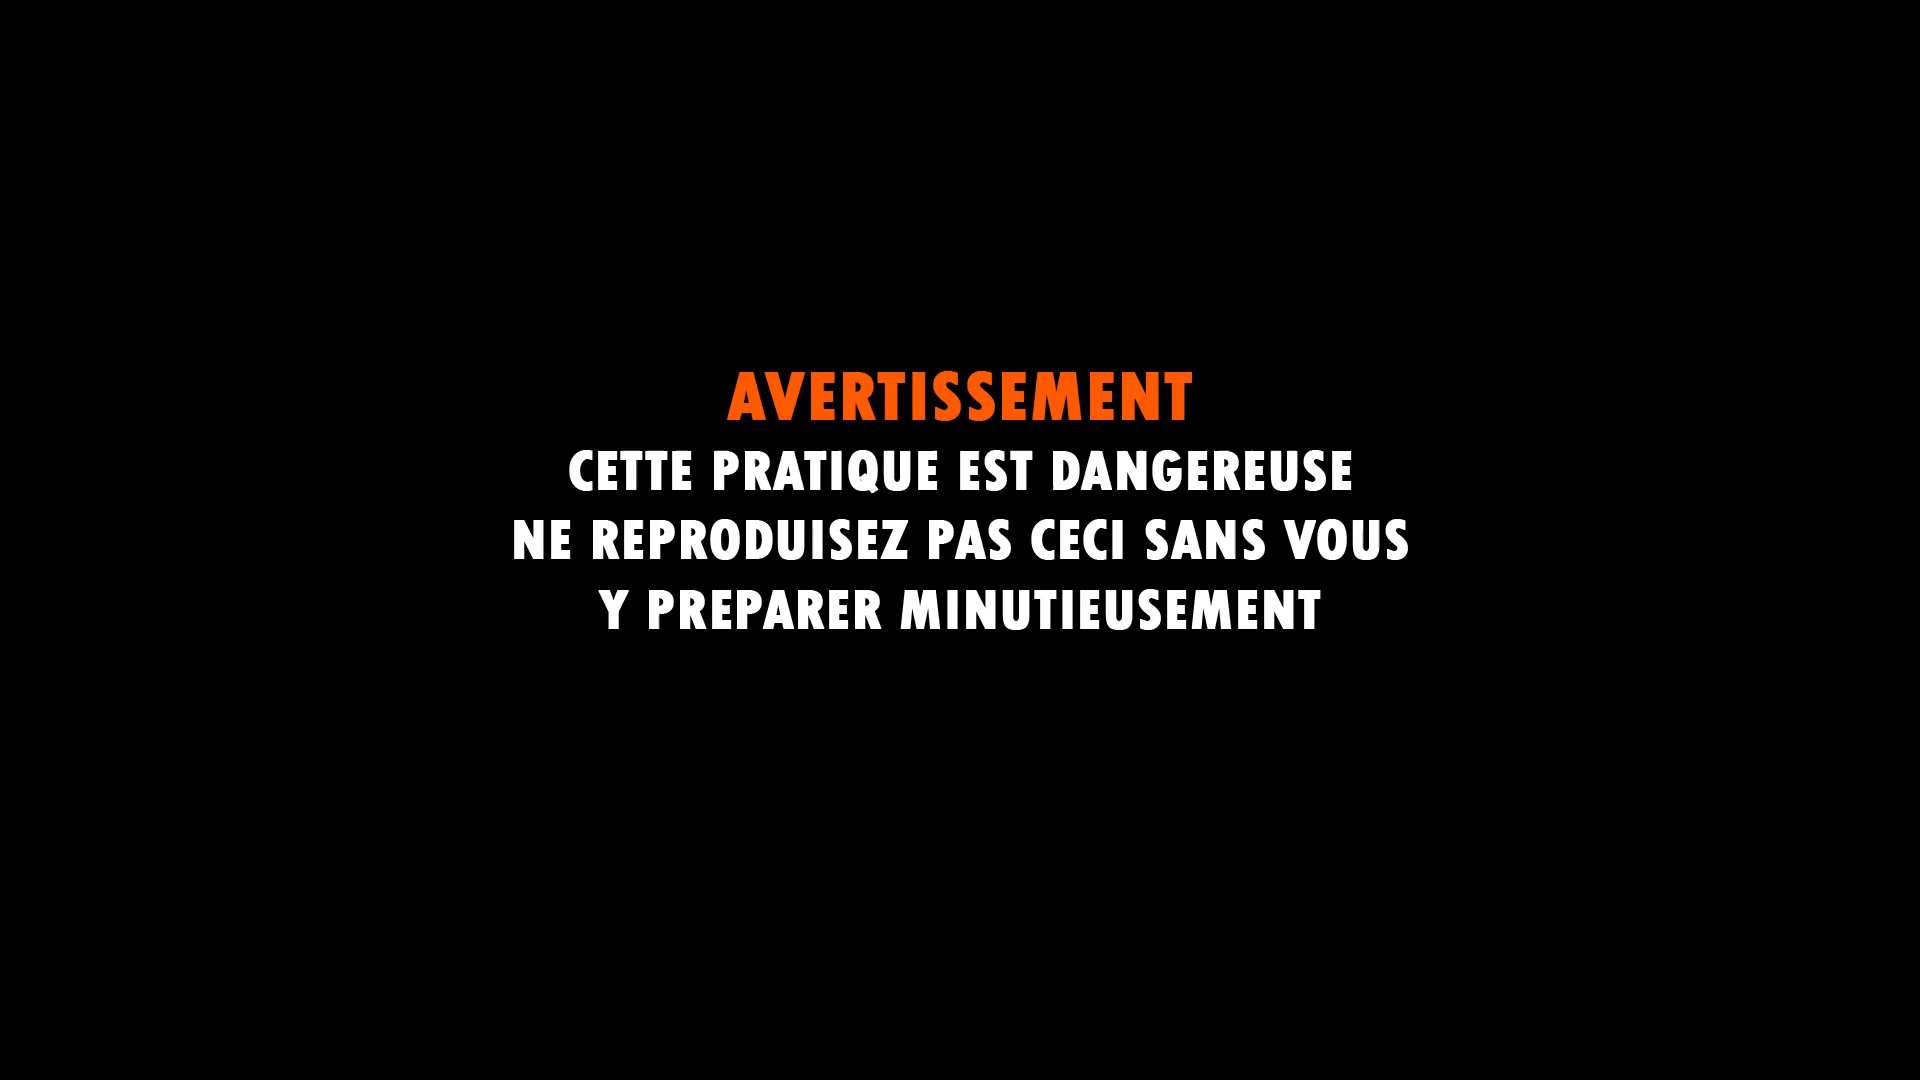 AVERTISSEMENT
CETTE PRATIQUE EST DANGEREUSE
NE REPRODUISEZ PAS CECI SANS VOUS
Y PREPARER MINUTIEUSEMENT